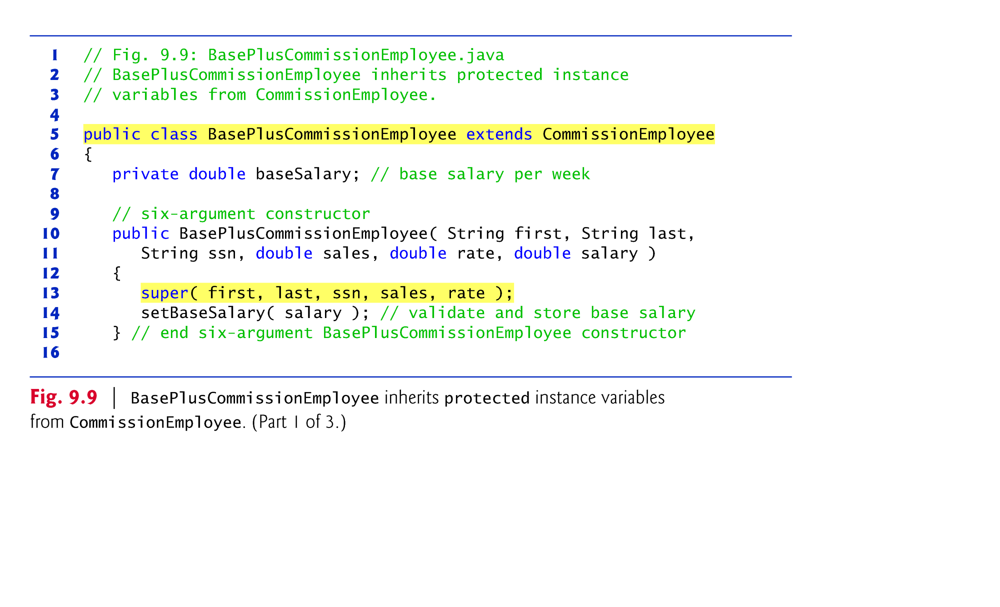 1 // Fig. 9.9: BasePlusCommissionEmployee.java
2 // BasePlusCommissionEmployee inherits protected instance
3 // variables from CommissionEmployee.
4
5 public class BasePlusCommissionEmployee extends CommissionEmployee
6 {
7 private double baseSalary; // base salary per week
8
9 // six-argument constructor
10 public BasePlusCommissionEmployee( String first, String last,
11 String ssn, double sales, double rate, double salary )
12 {
13 super( first, last, ssn, sales, rate );
14 setBaseSalary( salary ); // validate and store base salary
15 } // end six-argument BasePlusCommissionEmployee constructor
16
Fig. 9.9 | BasePlusCommissionEmployee inherits protected instance variables
from CommissionEmployee. (Part 1 of 3.)